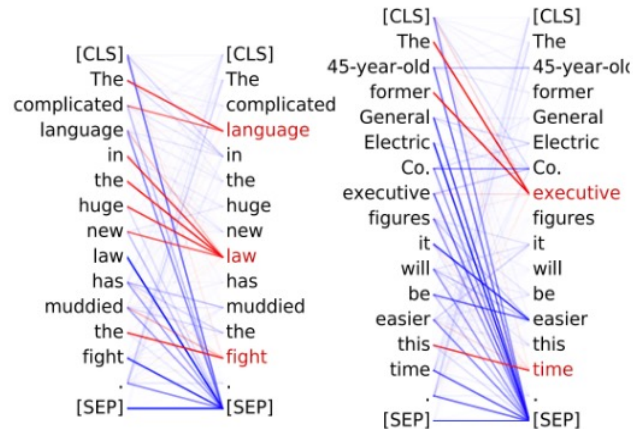 [CLS] [CLS]
The The
complicated complicated
language language
in in
the the
huge huge
new new
law law
has has
muddied muddied
the the
fight fight
. .
[SEP] [SEP]
[CLS] [CLS]
The The
45-year-old 45-year-ol
former former
General General
Electric Electric
Co. Co.
executive executive
figures figures
it it
will will
be be
easier easier
this this
time time
. .
[SEP] [SEP]